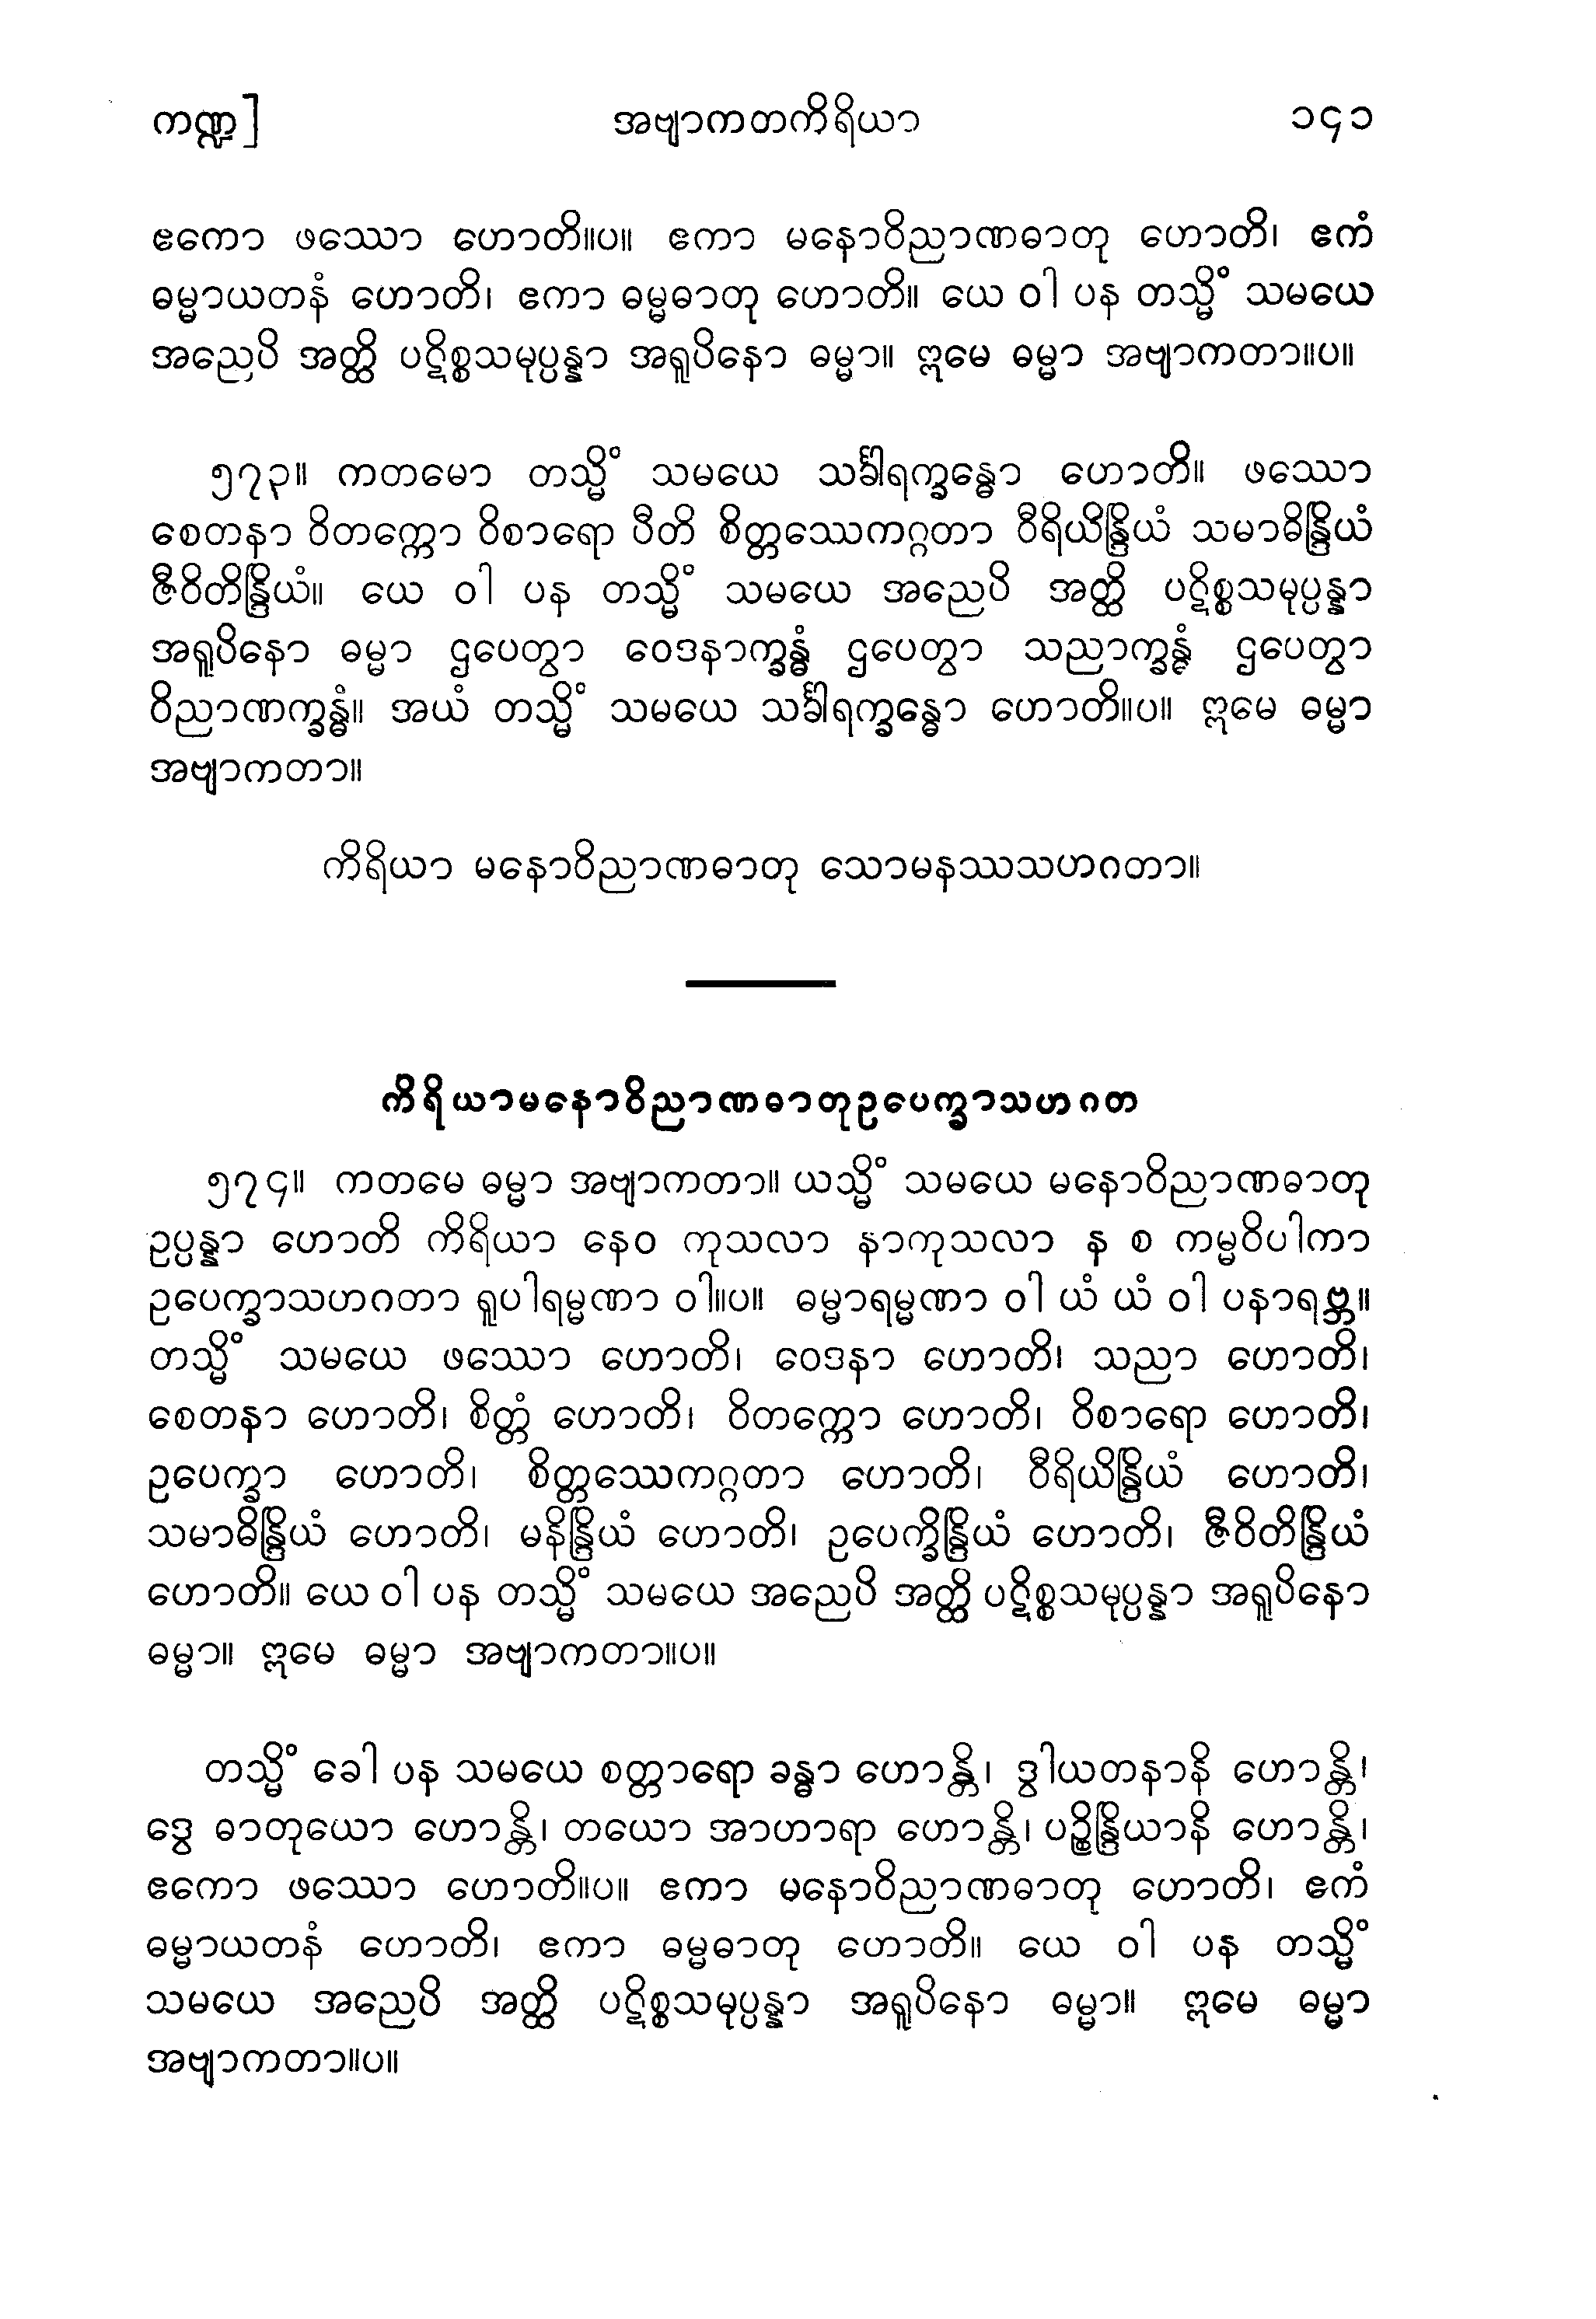 ကဏ္ဍ] အဗျာကတကိရိယာ ၁၄၁
ဧကော ဖဿော ဟောတိ။ပ။ ဧကာ မနောဝိညာဏဓာတု ဟောတိ၊ ဧကံ
ဓမ္မာယတနံ ဟောတိ၊ ဧကာ ဓမ္မဓာတု ဟောတိ။ ယေ ဝါ ပန တသ္မိံ သမယေ
အညေပိ အတ္ထိ ပဋိစ္စသမုပ္ပန္နာ အရူပိနော ဓမ္မာ။ ဣမေ ဓမ္မာ အဗျာကတာ။ပ။
၅၇၃။ ကတမော တသ္မိံ သမယေ သင်္ခါရက္ခန္ဓော ဟောတိ။ ဖဿော
စေတနာ ဝိတက္ကော ဝိစာရော ပီတိ စိတ္တဿေကဂ္ဂတာ ဝီရိယိန္ဒြိယံ သမာဓိန္ဒြိယံ
ဇီဝိတိန္ဒြိယံ။ ယေ ဝါ ပန တသ္မိံ သမယေ အညေပိ အတ္ထိ ပဋိစ္စသမုပ္ပန္နာ
အရူပိနော ဓမ္မာ ဌပေတွာ ဝေဒနာက္ခန္ဓံ ဌပေတွာ သညာက္ခန္ဓံ ဌပေတွာ
ဝိညာဏက္ခန္ဓံ။ အယံ တသ္မိံ သမယေ သင်္ခါရက္ခန္ဓော ဟောတိ။ပ။ ဣမေ ဓမ္မာ
အဗျာကတာ။
ကိရိယာ မနောဝိညာဏဓာတု သောမနဿသဟဂတာ။
ကိရိယာမနောဝိညာဏဓာတုဥပေက္ခာသဟဂတ
၅၇၄။ ကတမေ ဓမ္မာ အဗျာကတာ။ ယသ္မိံ သမယေ မနောဝိညာဏဓာတု
ဥပ္ပန္နာ ဟောတိ ကိရိယာ နေဝ ကုသလာ နာကုသလာ န စ ကမ္မဝိပါကာ
ဥပေက္ခာသဟဂတာ ရူပါရမ္မဏာ ဝါ။ပ။ ဓမ္မာရမ္မဏာ ဝါ ယံ ယံ ဝါ ပနာရဗ္ဘ။
တသ္မိံ သမယေ ဖဿော ဟောတိ၊ ဝေဒနာ ဟောတိ၊ သညာ ဟောတိ၊
စေတနာ ဟောတိ၊ စိတ္တံ ဟောတိ၊ ဝိတက္ကော ဟောတိ၊ ဝိစာရော ဟောတိ၊
ဥပေက္ခာ ဟောတိ၊ စိတ္တဿေကဂ္ဂတာ ဟောတိ၊ ဝီရိယိန္ဒြိယံ ဟောတိ၊
သမာဓိန္ဒြိယံ ဟောတိ၊ မနိန္ဒြိယံ ဟောတိ၊ ဥပေက္ခိန္ဒြိယံ ဟောတိ၊ ဇီဝိတိန္ဒြိယံ
ဟောတိ။ ယေ ဝါ ပန တသ္မိံ သမယေ အညေပိ အတ္ထိ ပဋိစ္စသမုပ္ပန္နာ အရူပိနော
ဓမ္မာ။ ဣမေ ဓမ္မာ အဗျာကတာ။ပ။
တသ္မိံ ခေါ ပန သမယေ စတ္တာရော ခန္ဓာ ဟောန္တိ၊ ဒွါယတနာနိ ဟောန္တိ၊
ဒွေ ဓာတုယော ဟောန္တိ၊ တယော အာဟာရာ ဟောန္တိ၊ ပဉ္စိန္ဒြိယာနိ ဟောန္တိ၊
ဧကော ဖဿော ဟောတိ။ပ။ ဧကာ မနောဝိညာဏဓာတု ဟောတိ၊ ဧကံ
ဓမ္မာယတနံ ဟောတိ၊ ဧကာ ဓမ္မဓာတု ဟောတိ။ ယေ ဝါ ပန တသ္မိံ
သမယေ အညေပိ အတ္ထိ ပဋိစ္စသမုပ္ပန္နာ အရူပိနော ဓမ္မာ။ ဣမေ ဓမ္မာ
အဗျာကတာ။ပ။